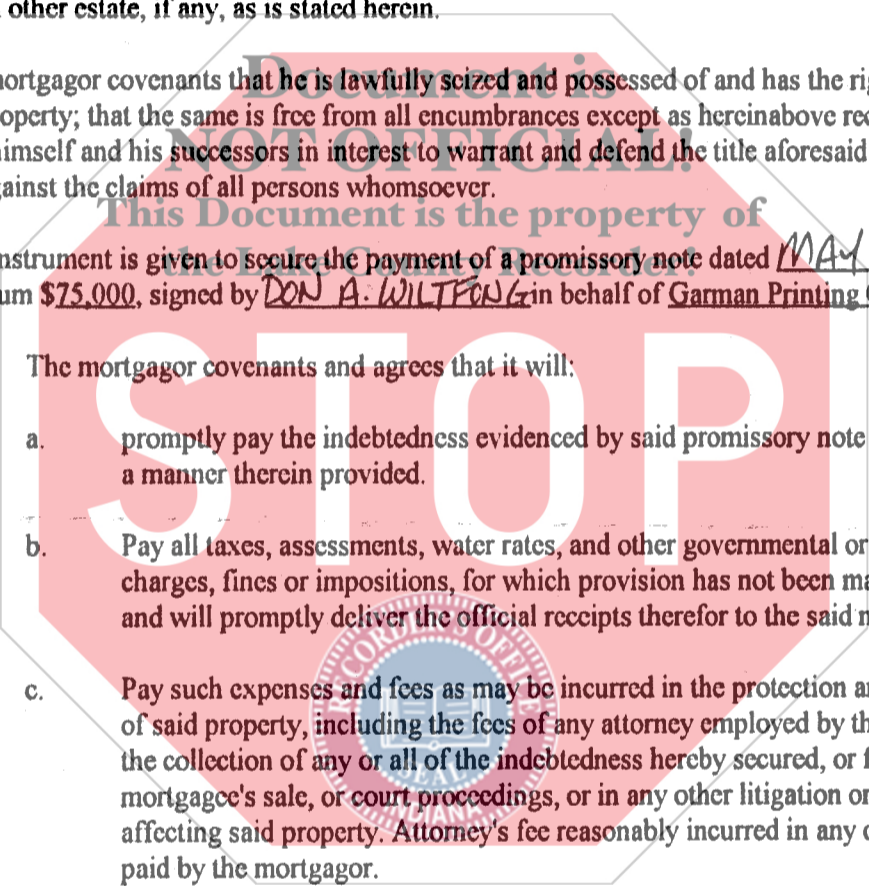 other estate, if any, as is stated herein.
mortgagor covenants that he is lawfully seized and possessed of and has the ri
operty; that the same is free from all encumbrances except as hereinabove rec
himself and his successors in interest to warrant and defend the title aforesaid
gainst the claims of all persons whomsoever.
Document is
NOT OFFICIAL!
This Document is the property of
the Lake County Recorder!
nstrument is given to secure the payment of a promissory note dated MAY
um $75,000, signed by DON A. WILTFONG in behalf of Garman Printing
The mortgagor covenants and agrees that it will:
STOP
a. promptly pay the indebtedness evidenced by said promissory note
a manner therein provided.
b. Pay all taxes, assessments, water rates, and other governmental or
charges, fines or impositions, for which provision has not been ma
and will promptly deliver the official receipts therefor to the said
c. Pay such expenses and fees as may be incurred in the protection a
of said property, including the fees of any attorney employed by th
the collection of any or all of the indebtedness hereby secured, or f
mortgagee's sale, or court proceedings, or in any other litigation or
affecting said property. Attorney's fee reasonably incurred in any
paid by the mortgagor.
RECORDER'S OFFICE
SEAL
INDIANA